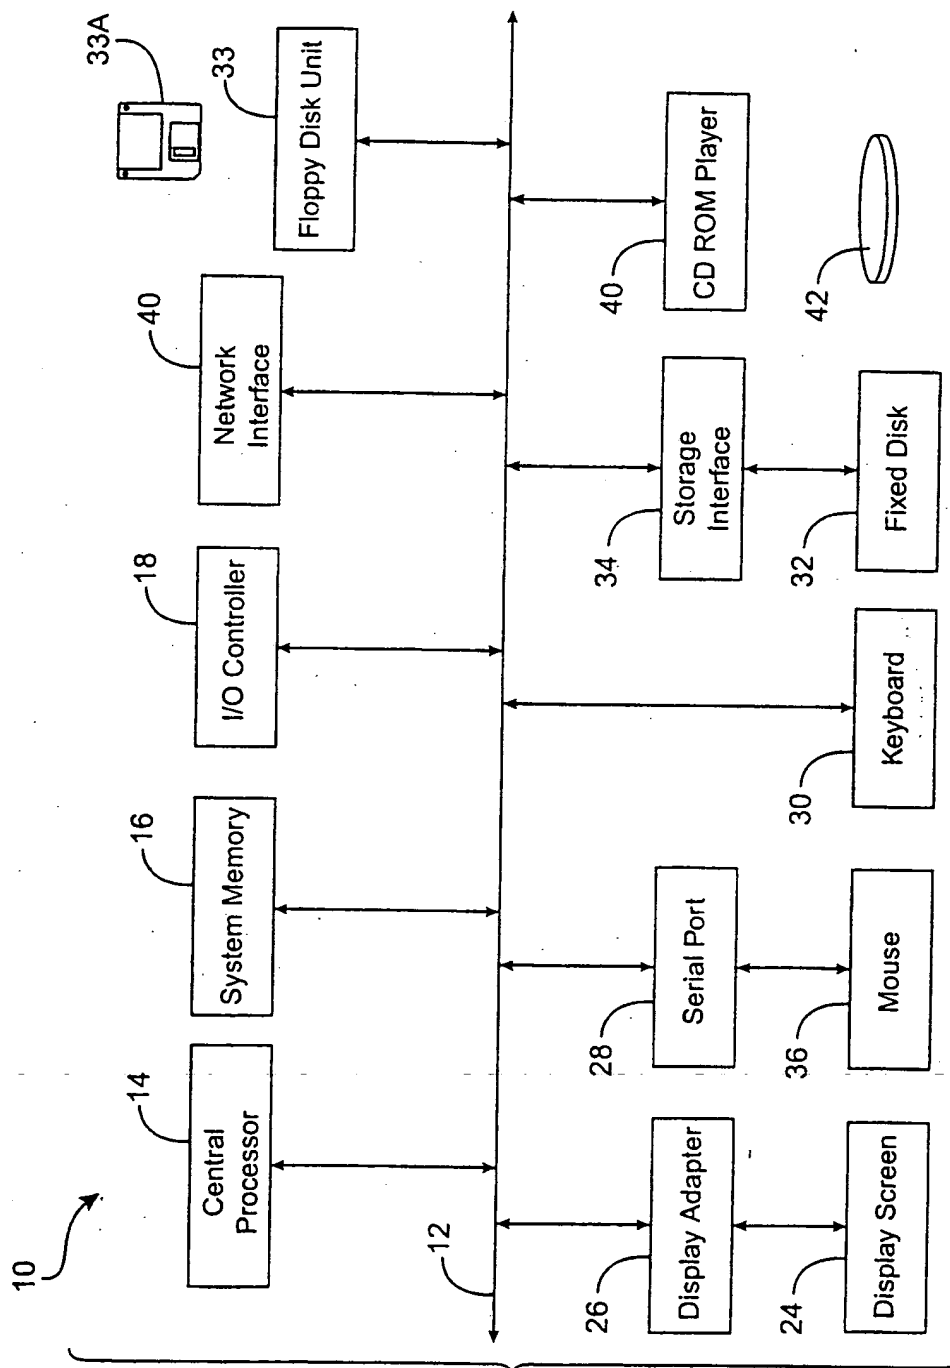 10
14
Central
Processor
16
System Memory
18
I/O Controller
40
Network
Interface
33A
33
Floppy Disk Unit
12
26
Display Adapter
28
Serial Port
34
Storage
Interface
40
CD ROM Player
24
Display Screen
36
Mouse
30
Keyboard
32
Fixed Disk
42